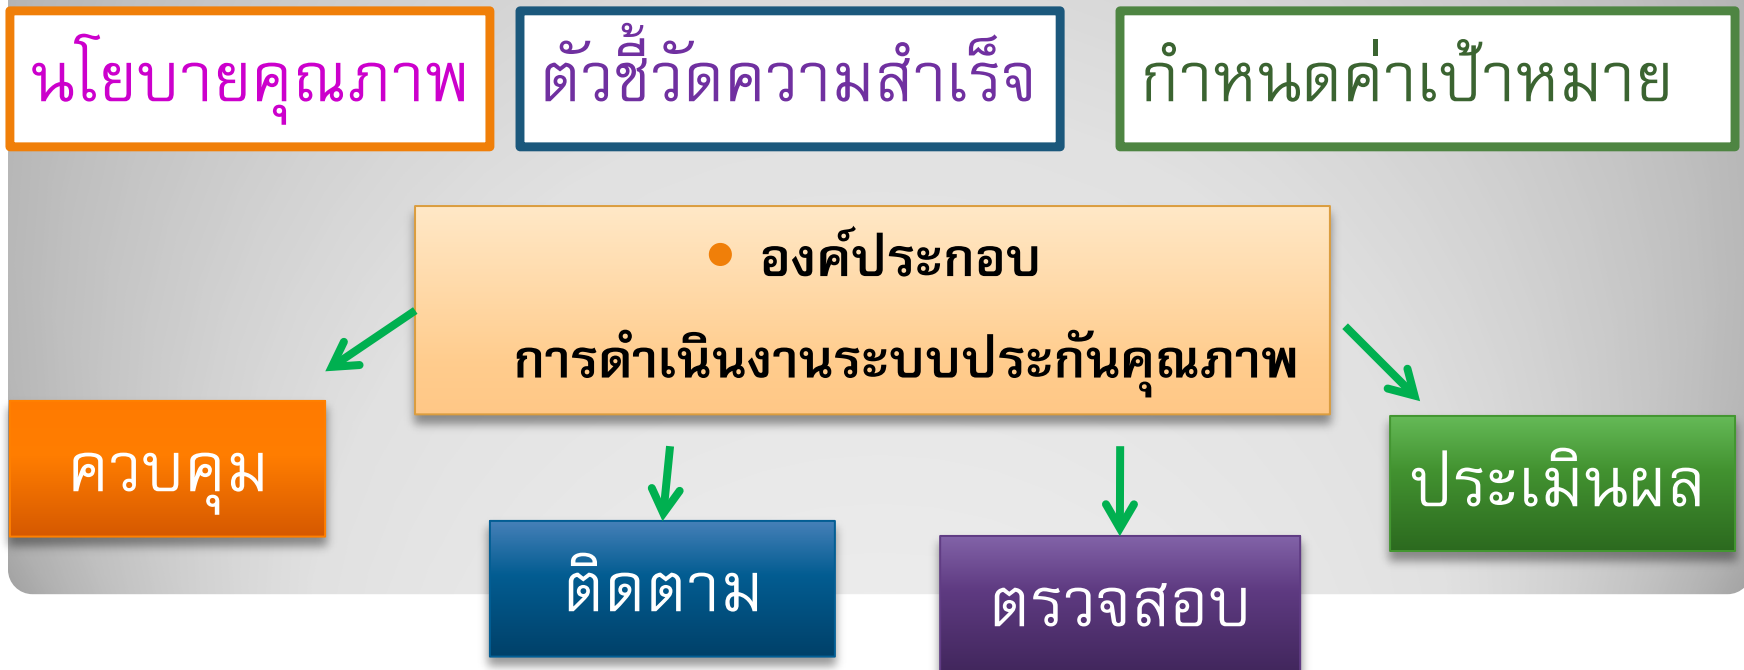 นโยบายคุณภาพ
ตัวชี้วัดความสำเร็จ
กำหนดค่าเป้าหมาย
• องค์ประกอบ
การดำเนินงานระบบประกันคุณภาพ
ควบคุม
ติดตาม
ตรวจสอบ
ประเมินผล